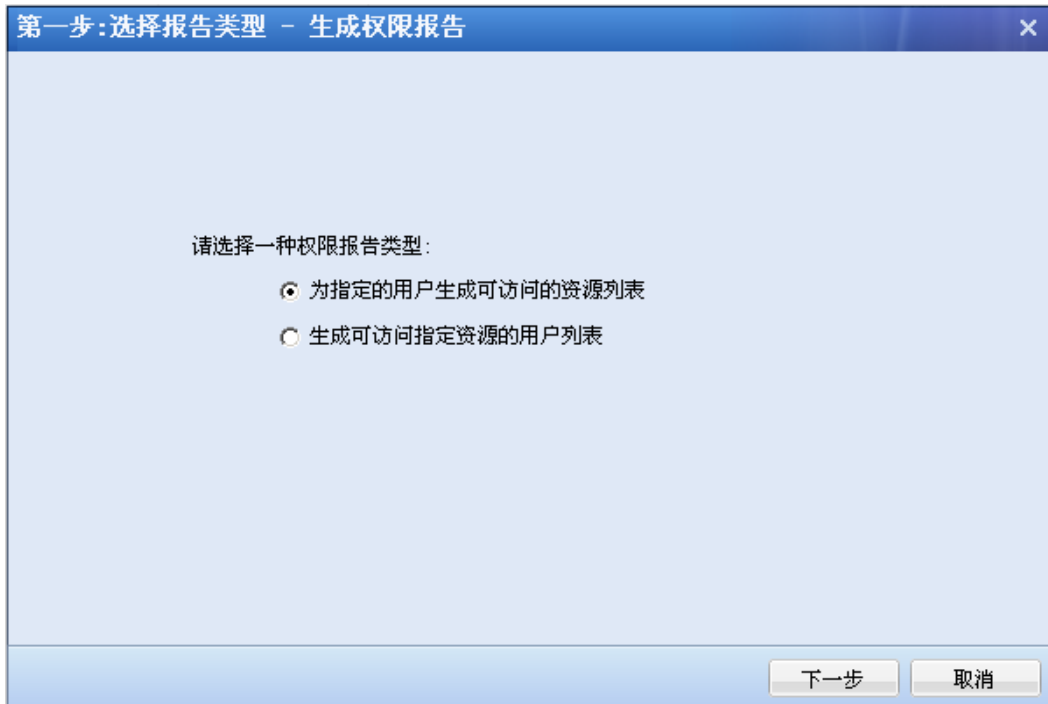 第一步:选择报告类型 - 生成权限报告
请选择一种权限报告类型:
为指定的用户生成可访问的资源列表
生成可访问指定资源的用户列表
下一步 取消